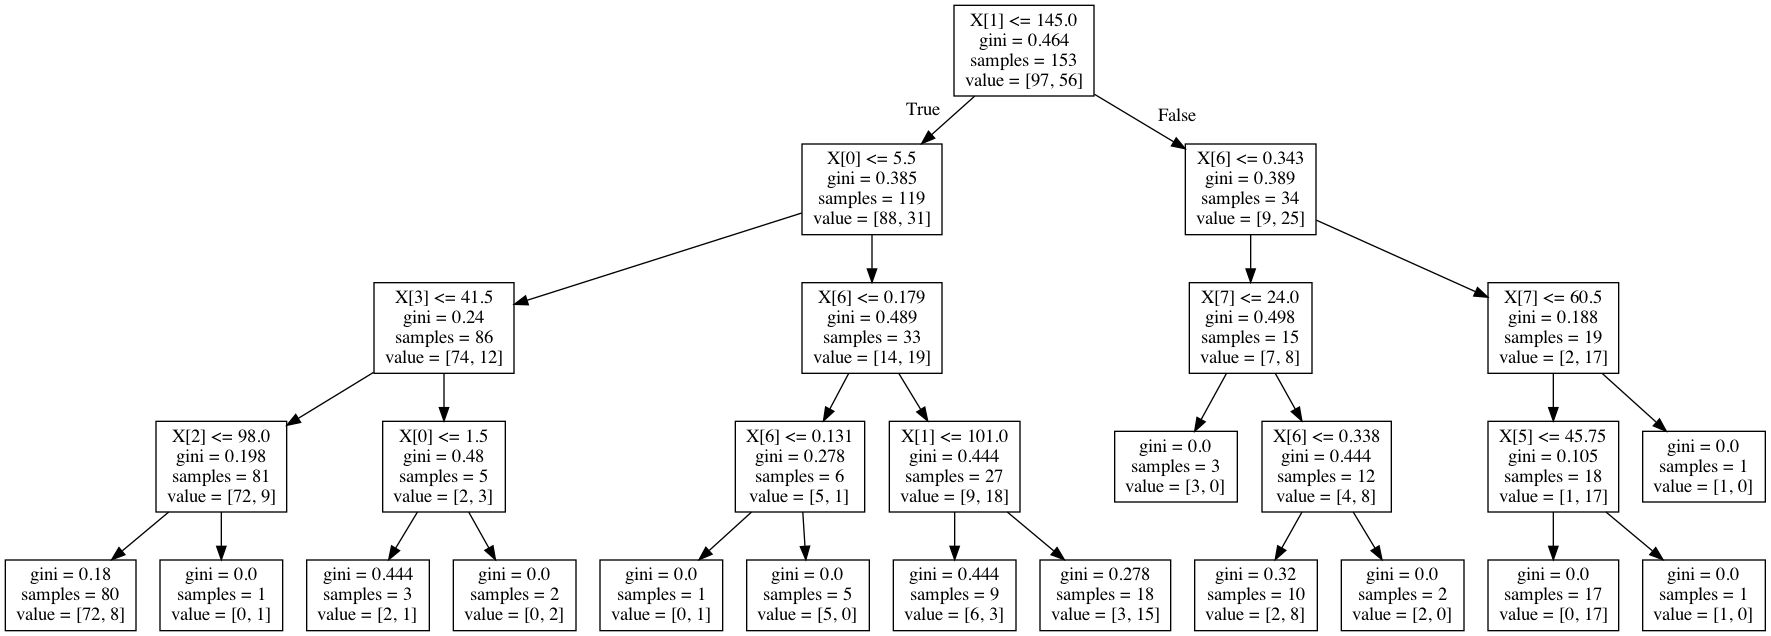 X[1] <= 145.0
gini = 0.464
samples = 153
value = [97, 56]
True
False
X[0] <= 5.5
gini = 0.385
samples = 119
value = [88, 31]
X[6] <= 0.343
gini = 0.389
samples = 34
value = [9, 25]
X[3] <= 41.5
gini = 0.24
samples = 86
value = [74, 12]
X[6] <= 0.179
gini = 0.489
samples = 33
value = [14, 19]
X[7] <= 24.0
gini = 0.498
samples = 15
value = [7, 8]
X[7] <= 60.5
gini = 0.188
samples = 19
value = [2, 17]
X[2] <= 98.0
gini = 0.198
samples = 81
value = [72, 9]
X[0] <= 1.5
gini = 0.48
samples = 5
value = [2, 3]
X[6] <= 0.131
gini = 0.278
samples = 6
value = [5, 1]
X[1] <= 101.0
gini = 0.444
samples = 27
value = [9, 18]
gini = 0.0
samples = 3
value = [3, 0]
X[6] <= 0.338
gini = 0.444
samples = 12
value = [4, 8]
X[5] <= 45.75
gini = 0.105
samples = 18
value = [1, 17]
gini = 0.0
samples = 1
value = [1, 0]
gini = 0.18
samples = 80
value = [72, 8]
gini = 0.0
samples = 1
value = [0, 1]
gini = 0.444
samples = 3
value = [2, 1]
gini = 0.0
samples = 2
value = [0, 2]
gini = 0.0
samples = 1
value = [0, 1]
gini = 0.0
samples = 5
value = [5, 0]
gini = 0.444
samples = 9
value = [6, 3]
gini = 0.278
samples = 18
value = [3, 15]
gini = 0.32
samples = 10
value = [2, 8]
gini = 0.0
samples = 2
value = [2, 0]
gini = 0.0
samples = 17
value = [0, 17]
gini = 0.0
samples = 1
value = [1, 0]